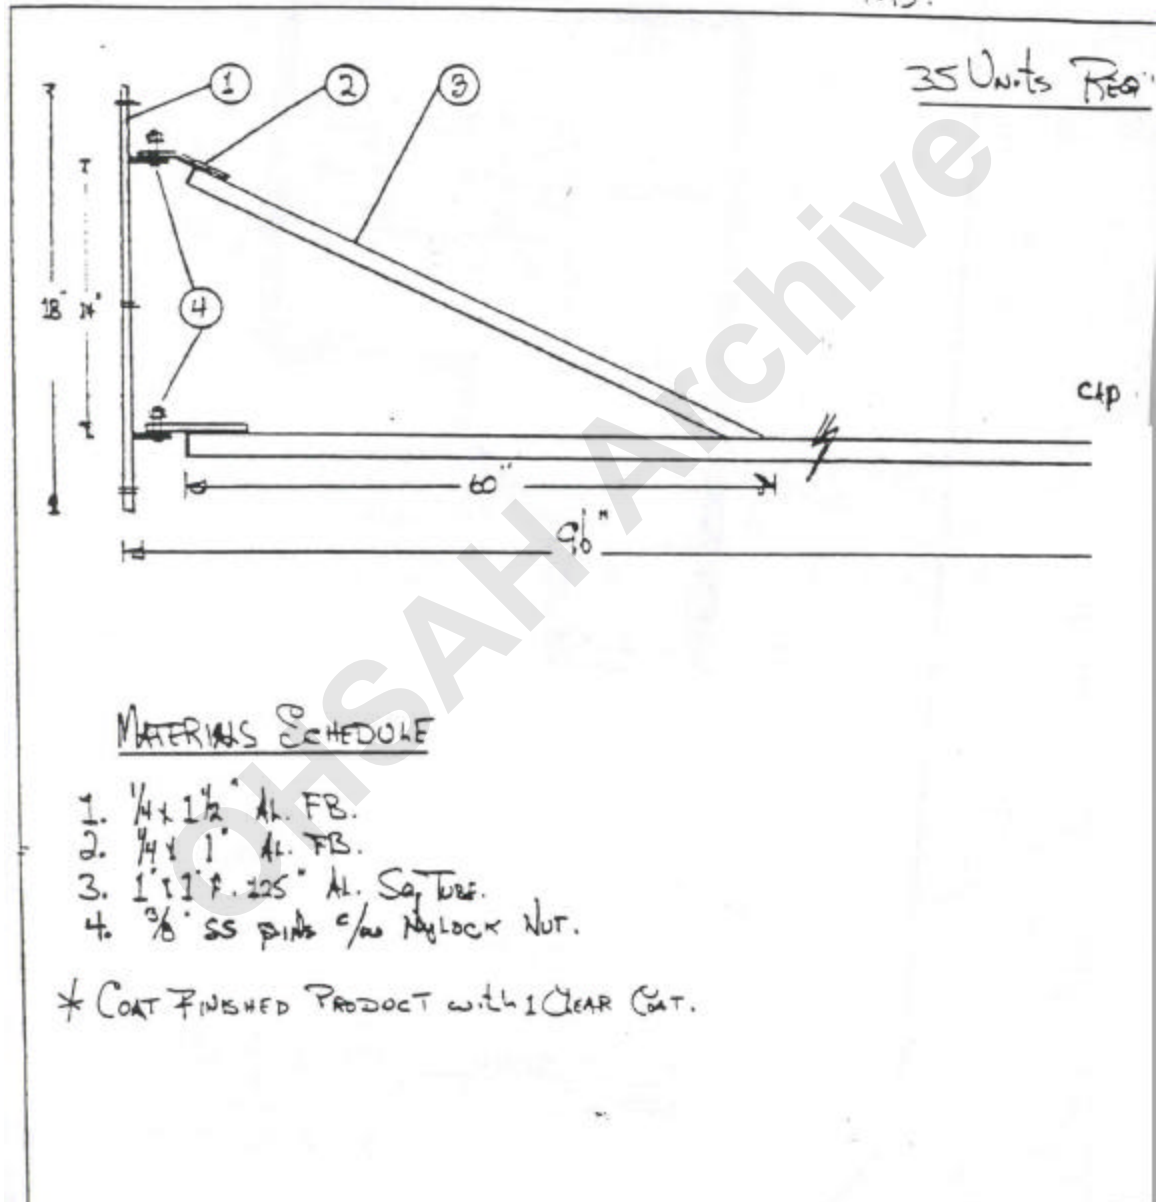 35 Units Req'
1
2
3
18"
4
CAP
60"
96"
MATERIALS SCHEDULE
1. 1/4 x 1 1/2" AL. FB.
2. 1/4 x 1" AL. FB.
3. 1" x 1" x .125" AL. SQ. TUBE.
4. 3/8" SS PINS c/w NYLOCK NUT.
* COAT FINISHED PRODUCT with 1 CLEAR COAT.
OHSAH Archive